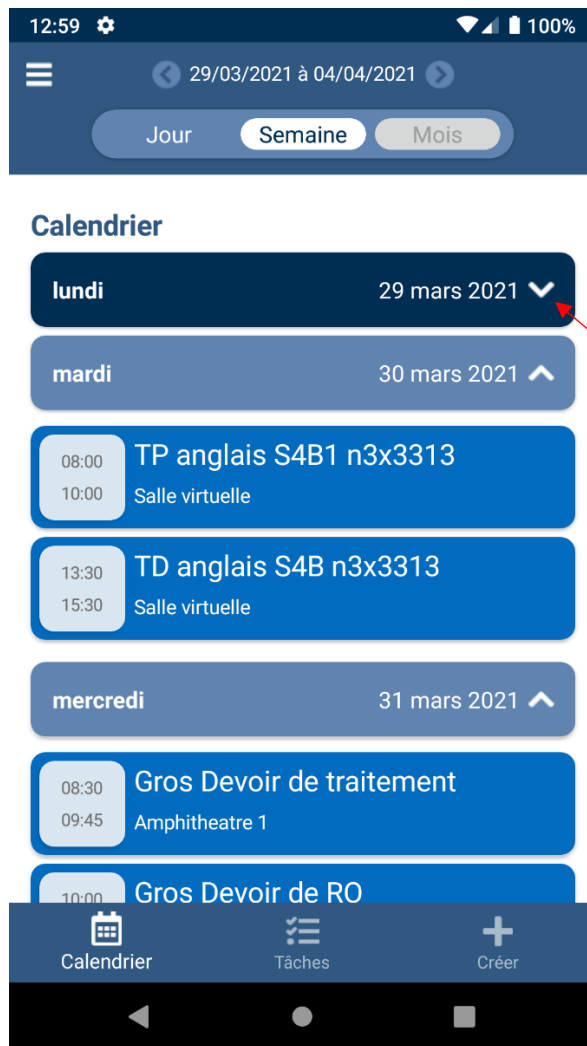 12:59 100%
29/03/2021 à 04/04/2021
Jour Semaine Mois
Calendrier
lundi 29 mars 2021
mardi 30 mars 2021
08:00
10:00
TP anglais S4B1 n3x3313
Salle virtuelle
13:30
15:30
TD anglais S4B n3x3313
Salle virtuelle
mercredi 31 mars 2021
08:30
09:45
Gros Devoir de traitement
Amphitheatre 1
10:00
Gros Devoir de RO
Calendrier Tâches Créer